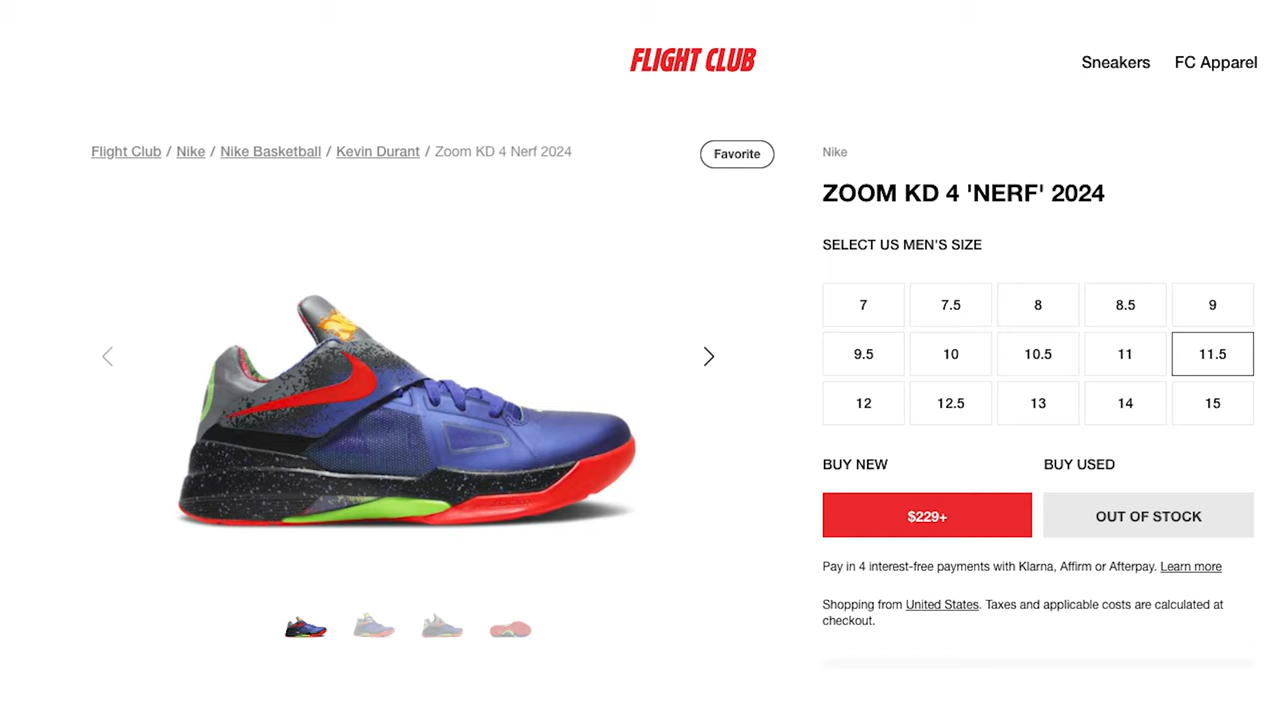 FLIGHT CLUB
Sneakers FC Apparel
Flight Club / Nike / Nike Basketball / Kevin Durant / Zoom KD 4 Nerf 2024
Favorite
Nike
ZOOM KD 4 'NERF' 2024
SELECT US MEN'S SIZE
7 7.5 8 8.5 9
9.5 10 10.5 11 11.5
12 12.5 13 14 15
BUY NEW BUY USED
$229+ OUT OF STOCK
Pay in 4 interest-free payments with Klarna, Affirm or Afterpay. Learn more
Shopping from United States. Taxes and applicable costs are calculated at
checkout.